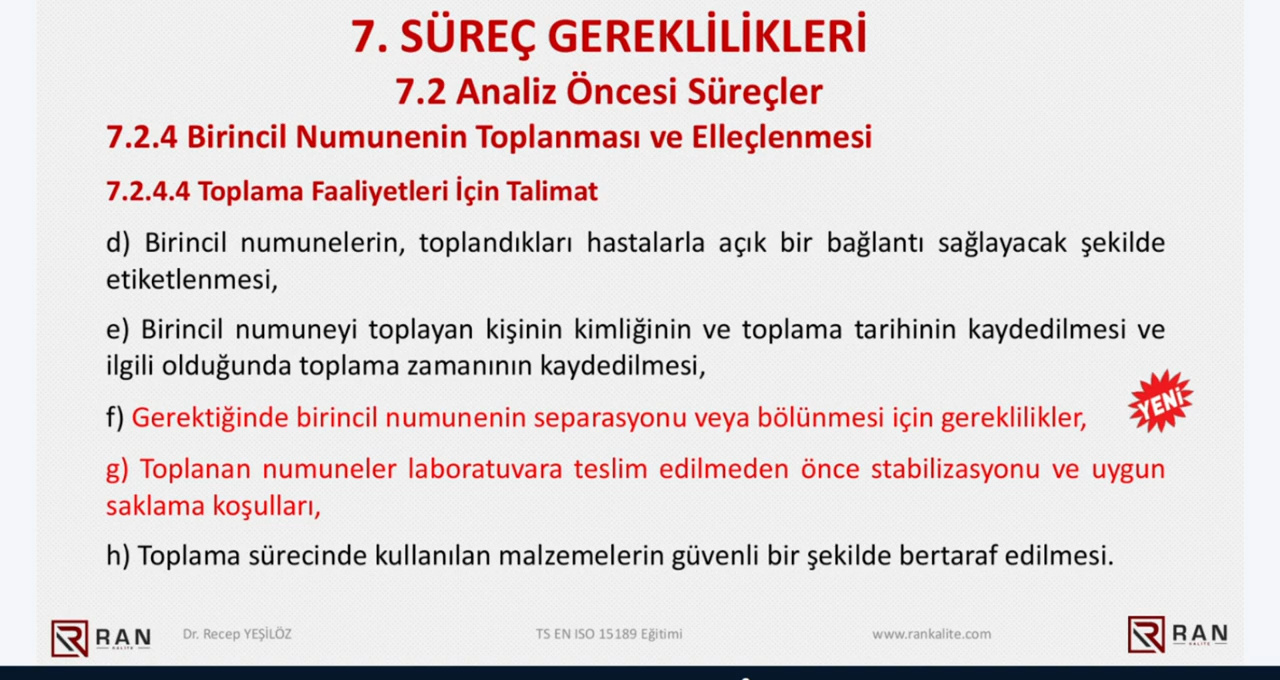 7. SÜREÇ GEREKLİLİKLERİ
7.2 Analiz Öncesi Süreçler
7.2.4 Birincil Numunenin Toplanması ve Elleçlenmesi
7.2.4.4 Toplama Faaliyetleri İçin Talimat
d) Birincil numunelerin, toplandıkları hastalarla açık bir bağlantı sağlayacak şekilde
etiketlenmesi,
e) Birincil numuneyi toplayan kişinin kimliğinin ve toplama tarihinin kaydedilmesi ve
ilgili olduğunda toplama zamanının kaydedilmesi,
f) Gerektiğinde birincil numunenin separasyonu veya bölünmesi için gereklilikler,
YENİ
g) Toplanan numuneler laboratuvara teslim edilmeden önce stabilizasyonu ve uygun
saklama koşulları,
h) Toplama sürecinde kullanılan malzemelerin güvenli bir şekilde bertaraf edilmesi.
RAN
KALİTE
Dr. Recep YEŞİLÖZ
TS EN ISO 15189 Eğitimi
www.rankalite.com
RAN
KALİTE